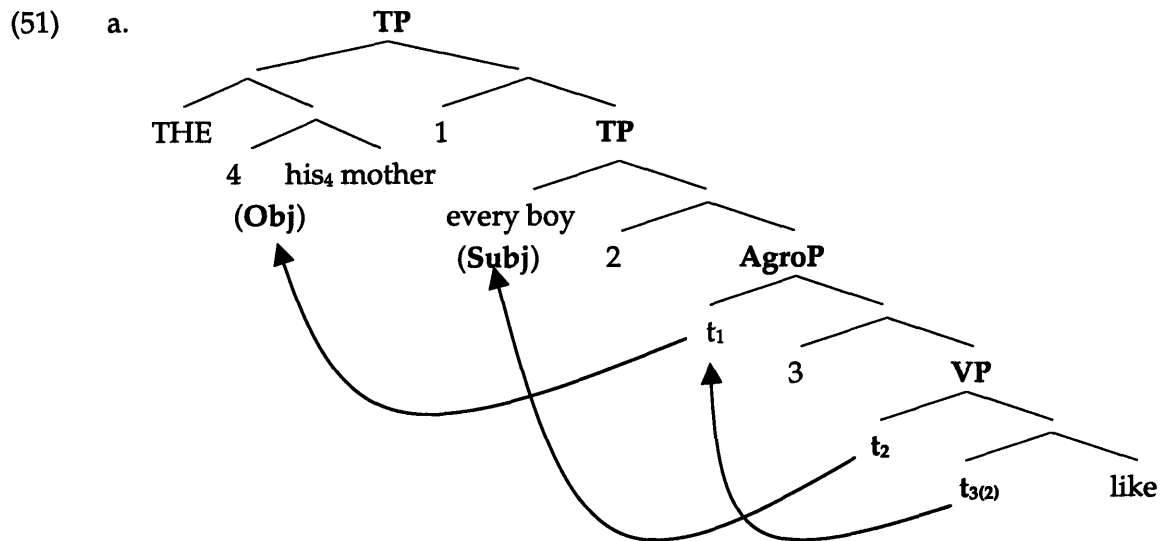 (51) a. TP
THE 1 TP
4 his₄ mother
(Obj) every boy
(Subj) 2 AgroP
t₁
3 VP
t₂
t₃₍₂₎ like